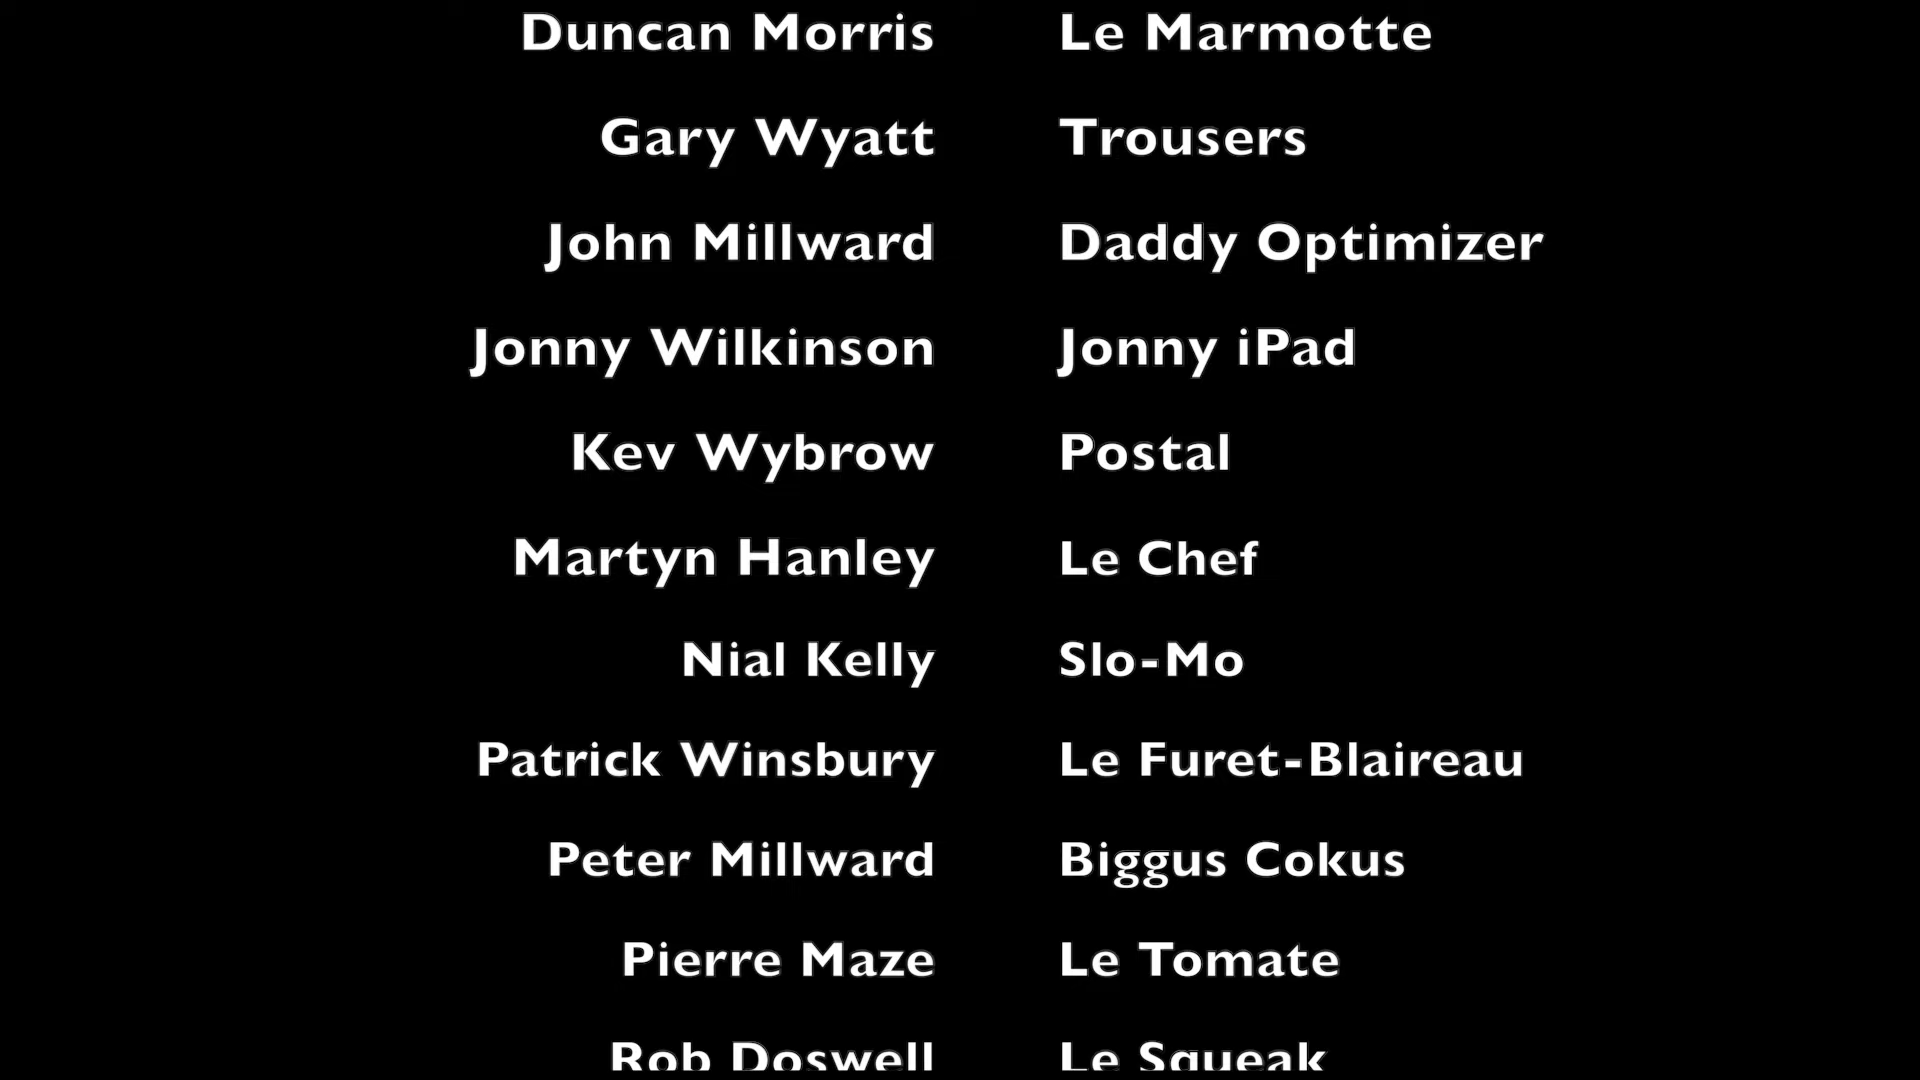 Duncan Morris Le Marmotte
Gary Wyatt Trousers
John Millward Daddy Optimizer
Jonny Wilkinson Jonny iPad
Kev Wybrow Postal
Martyn Hanley Le Chef
Nial Kelly Slo-Mo
Patrick Winsbury Le Furet-Blaireau
Peter Millward Biggus Cokus
Pierre Maze Le Tomate
Rob Doswell Le Squeak